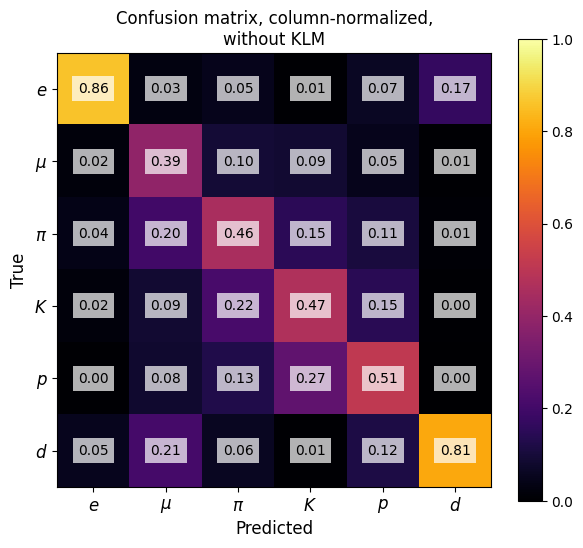 Confusion matrix, column-normalized,
without KLM
e 0.86 0.03 0.05 0.01 0.07 0.17
μ 0.02 0.39 0.10 0.09 0.05 0.01
π 0.04 0.20 0.46 0.15 0.11 0.01
K 0.02 0.09 0.22 0.47 0.15 0.00
p 0.00 0.08 0.13 0.27 0.51 0.00
d 0.05 0.21 0.06 0.01 0.12 0.81
e μ π K p d
Predicted
True
1.0
0.8
0.6
0.4
0.2
0.0